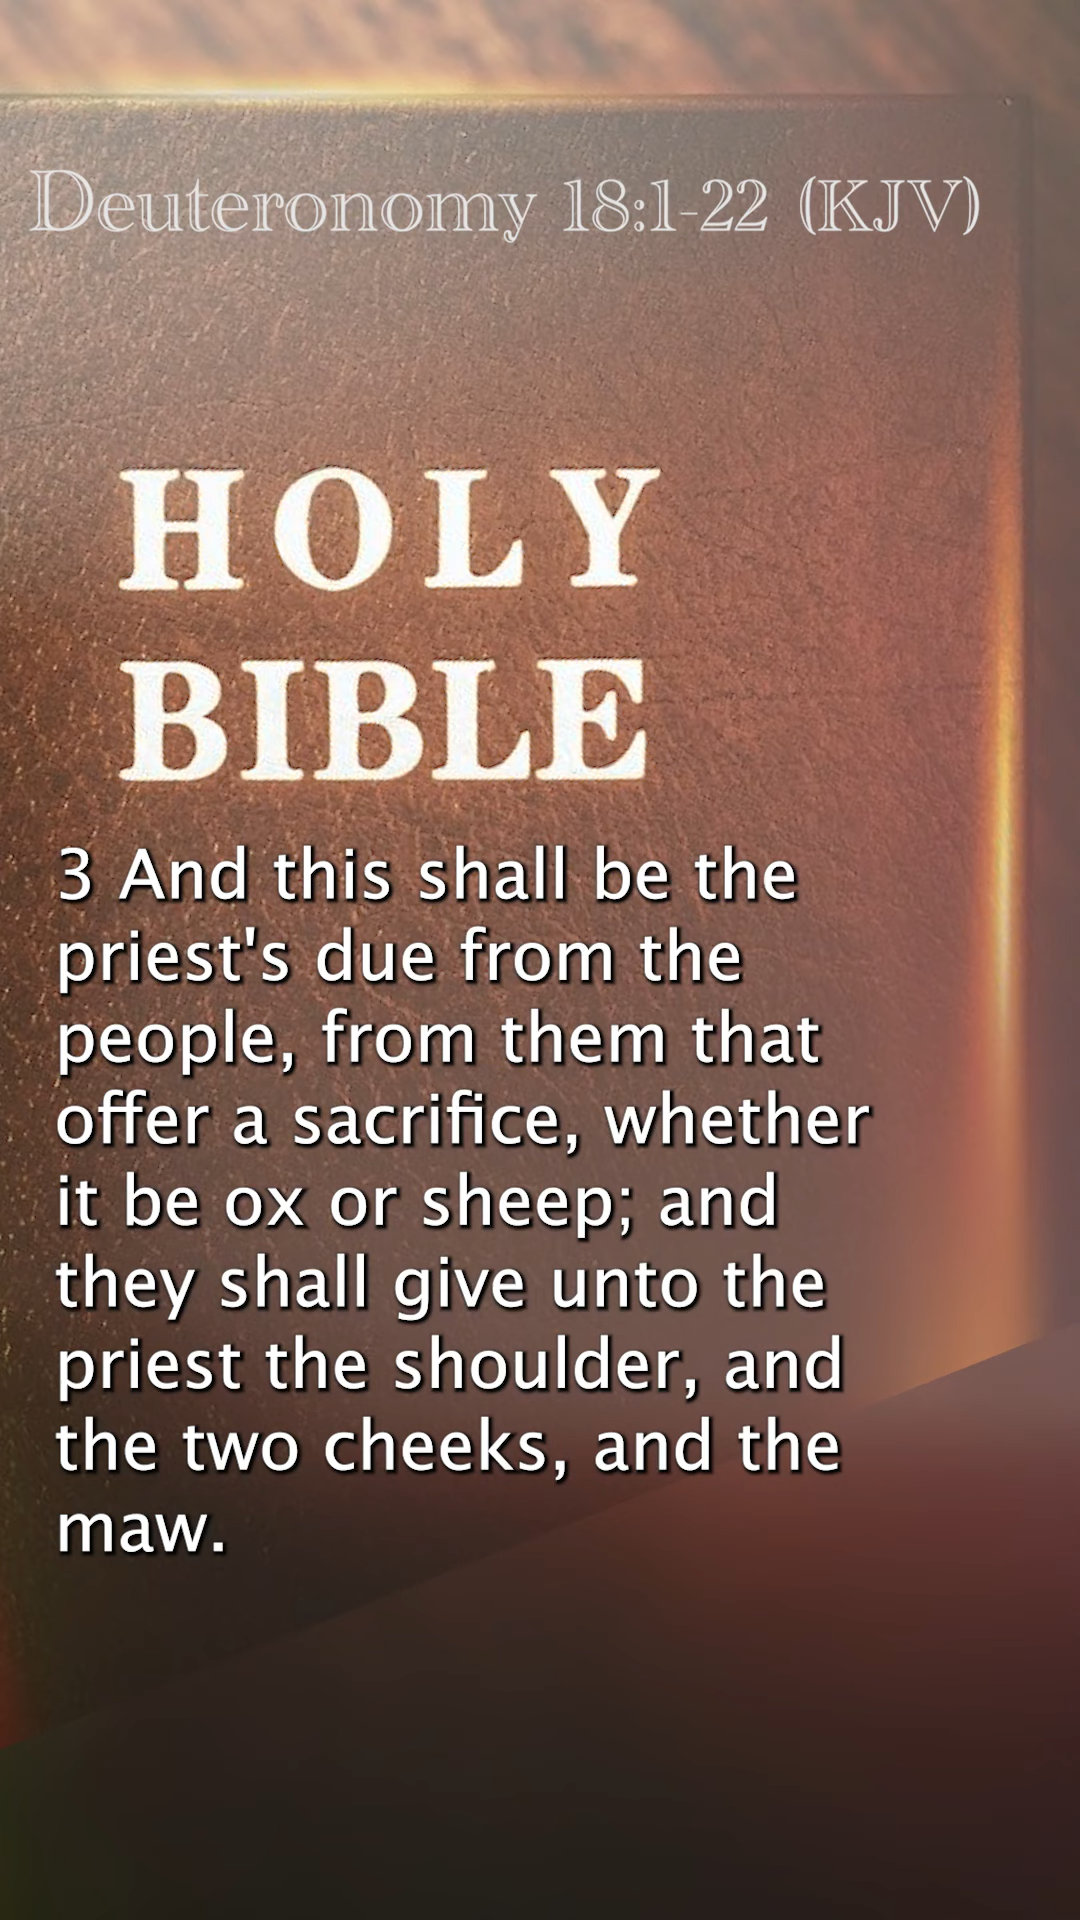 Deuteronomy 18:1-22 (KJV)
HOLY
BIBLE
3 And this shall be the
priest's due from the
people, from them that
offer a sacrifice, whether
it be ox or sheep; and
they shall give unto the
priest the shoulder, and
the two cheeks, and the
maw.